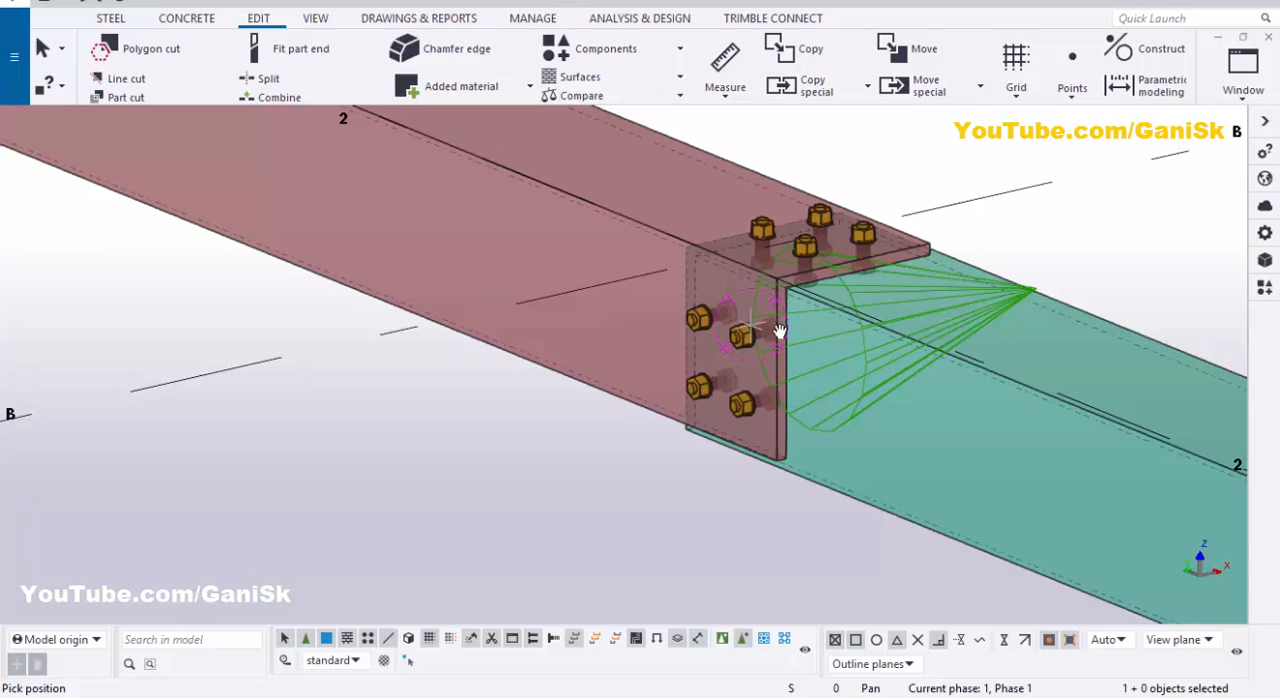 STEEL CONCRETE EDIT VIEW DRAWINGS & REPORTS MANAGE ANALYSIS & DESIGN TRIMBLE CONNECT Quick Launch
Polygon cut Fit part end Chamfer edge Components Copy Move Construct
Line cut Split Surfaces
Part cut Combine Added material Compare Measure Copy special Move special Grid Points Parametric modeling Window
2
YouTube.com/GaniSk B
B
2
Z
X
YouTube.com/GaniSk
Model origin Search in model Auto View plane
standard Outline planes
Pick position S 0 Pan Current phase: 1, Phase 1 1 + 0 objects selected